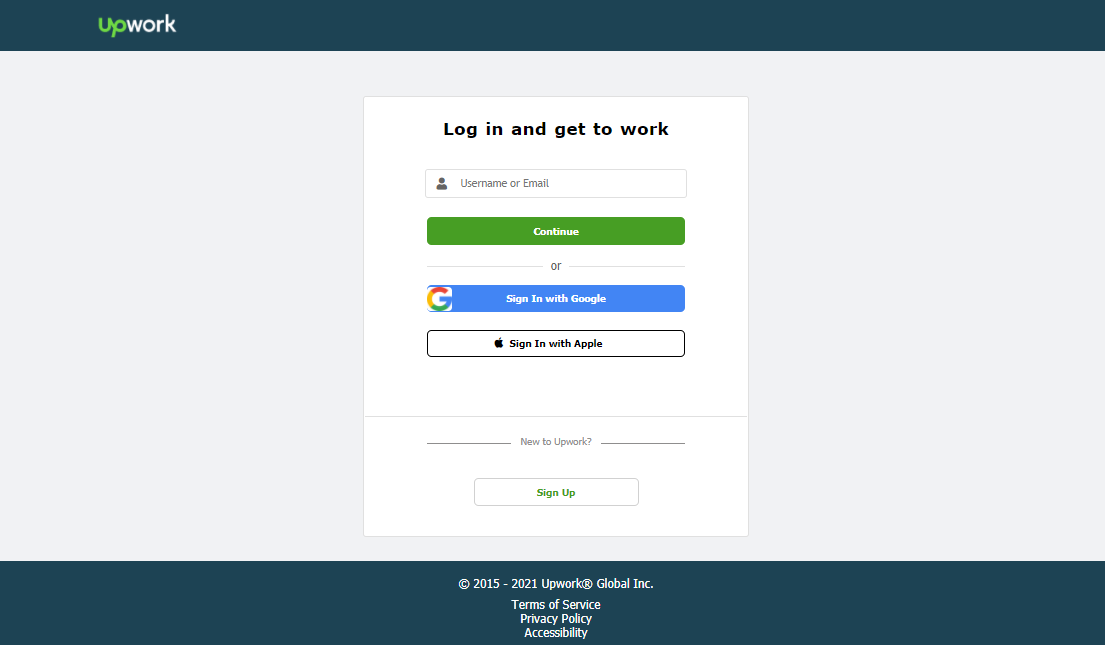 Upwork
Log in and get to work
Username or Email
Continue
or
Sign In with Google
Sign In with Apple
New to Upwork?
Sign Up
© 2015 - 2021 Upwork® Global Inc.
Terms of Service
Privacy Policy
Accessibility